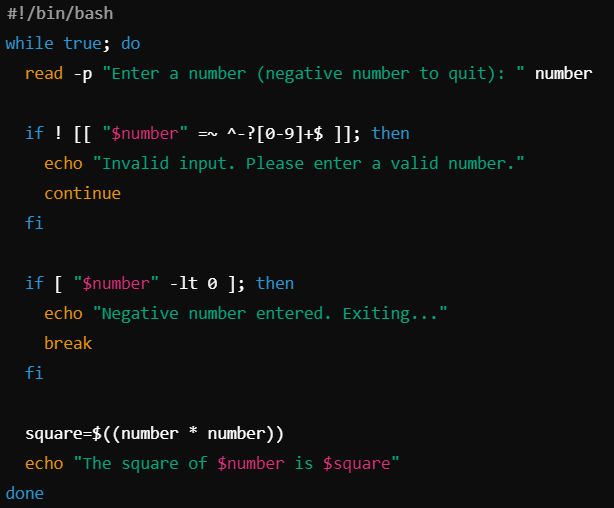 #!/bin/bash
while true; do
  read -p "Enter a number (negative number to quit): " number

  if ! [[ "$number" =~ ^-?[0-9]+$ ]]; then
    echo "Invalid input. Please enter a valid number."
    continue
  fi

  if [ "$number" -lt 0 ]; then
    echo "Negative number entered. Exiting..."
    break
  fi

  square=$((number * number))
  echo "The square of $number is $square"
done